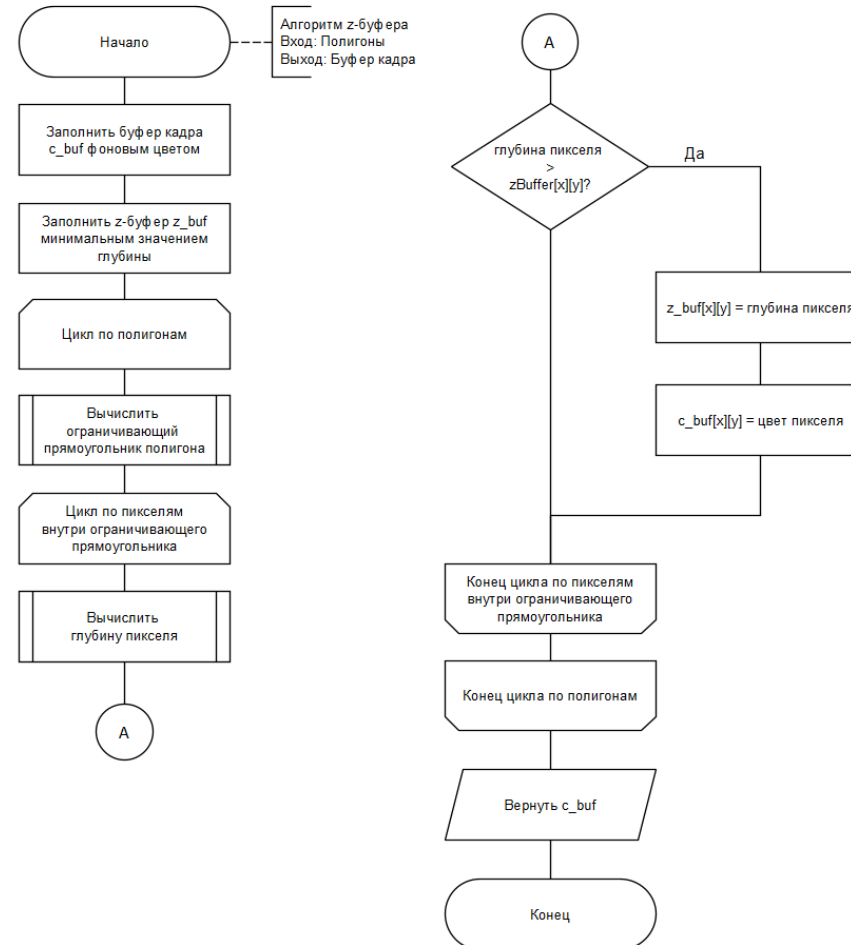 Начало
Алгоритм z-буфера
Вход: Полигоны
Выход: Буфер кадра
Заполнить буфер кадра
c_buf фоновым цветом
Заполнить z-буфер z_buf
минимальным значением
глубины
Цикл по полигонам
Вычислить
ограничивающий
прямоугольник полигона
Цикл по пикселям
внутри ограничивающего
прямоугольника
Вычислить
глубину пикселя
А
А
глубина пикселя
>
zBuffer[x][y]?
Да
z_buf[x][y] = глубина пикселя
c_buf[x][y] = цвет пикселя
Конец цикла по пикселям
внутри ограничивающего
прямоугольника
Конец цикла по полигонам
Вернуть c_buf
Конец